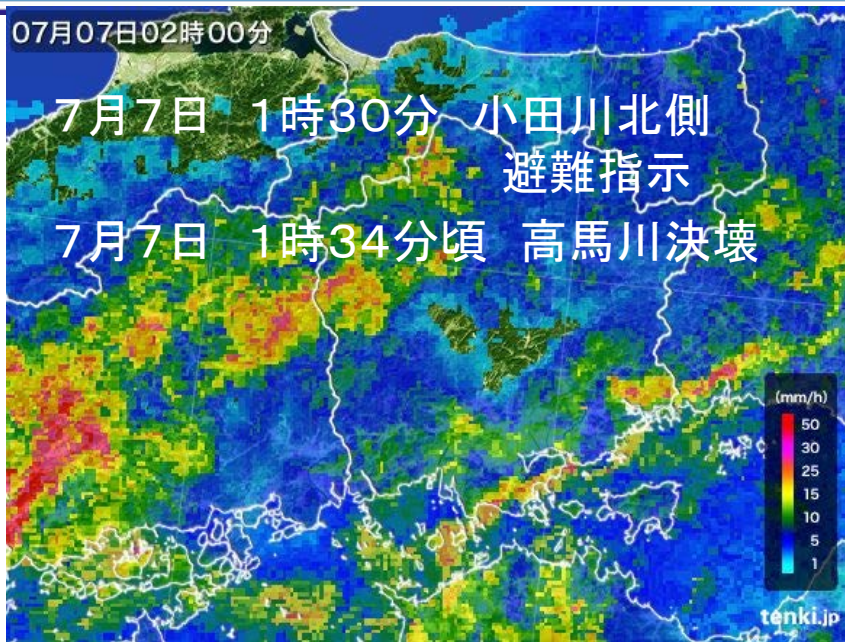 07月07日02時00分
７月７日　１時３０分　小田川北側
避難指示
７月７日　１時３４分頃　高馬川決壊
(mm/h)
50
30
25
15
10
5
1
tenki.jp